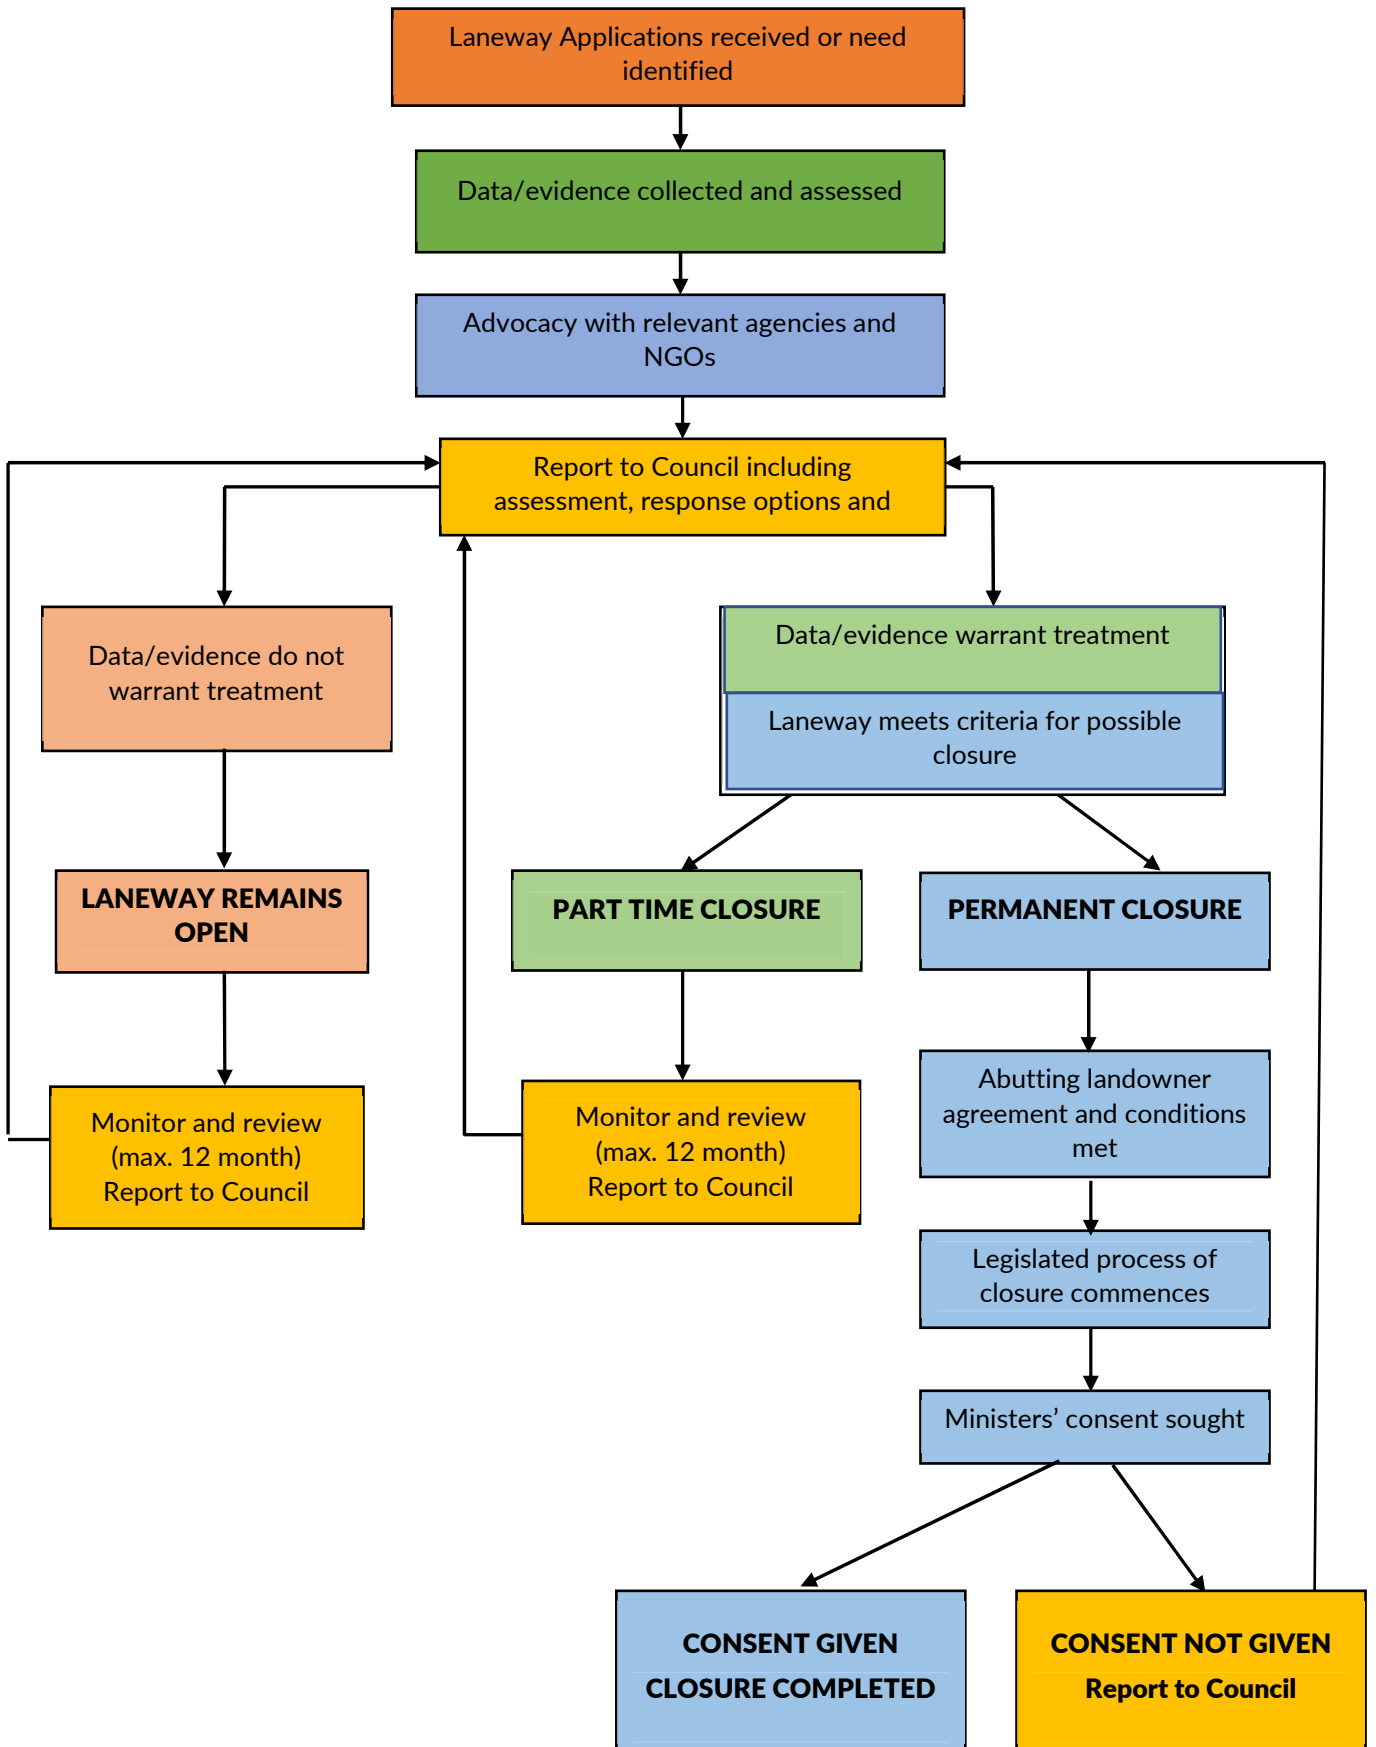 Laneway Applications received or need
identified
Data/evidence collected and assessed
Advocacy with relevant agencies and
NGOs
Report to Council including
assessment, response options and
Data/evidence do not
warrant treatment
Data/evidence warrant treatment
Laneway meets criteria for possible
closure
LANEWAY REMAINS
OPEN
PART TIME CLOSURE
PERMANENT CLOSURE
Monitor and review
(max. 12 month)
Report to Council
Monitor and review
(max. 12 month)
Report to Council
Abutting landowner
agreement and conditions
met
Legislated process of
closure commences
Ministers’ consent sought
CONSENT GIVEN
CLOSURE COMPLETED
CONSENT NOT GIVEN
Report to Council